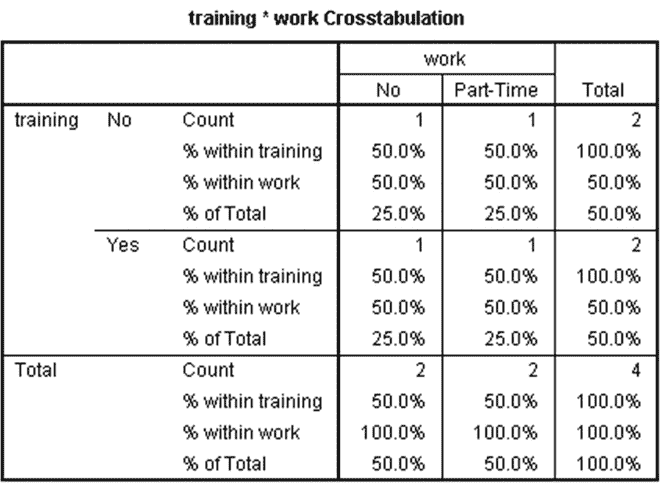 training * work Crosstabulation
work
No Part-Time Total
training No Count 1 1 2
% within training 50.0% 50.0% 100.0%
% within work 50.0% 50.0% 50.0%
% of Total 25.0% 25.0% 50.0%
Yes Count 1 1 2
% within training 50.0% 50.0% 100.0%
% within work 50.0% 50.0% 50.0%
% of Total 25.0% 25.0% 50.0%
Total Count 2 2 4
% within training 50.0% 50.0% 100.0%
% within work 100.0% 100.0% 100.0%
% of Total 50.0% 50.0% 100.0%